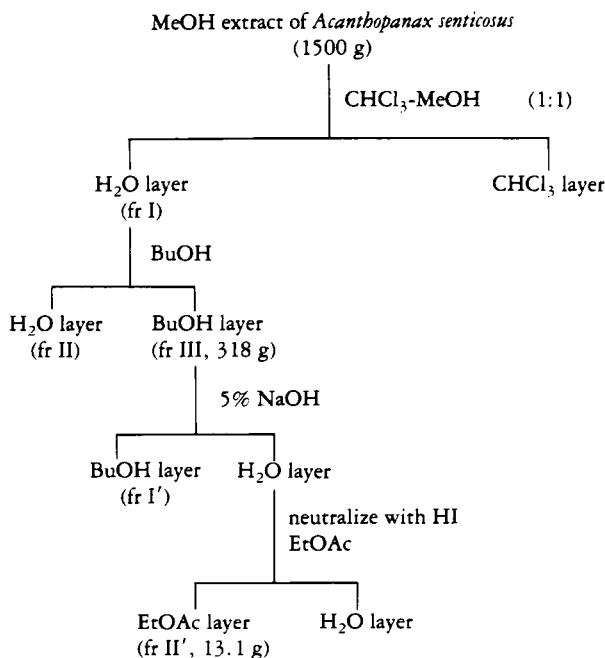 MeOH extract of Acanthopanax senticosus
(1500 g)
CHCl₃-MeOH (1:1)
H₂O layer
(fr I)
CHCl₃ layer
BuOH
H₂O layer
(fr II)
BuOH layer
(fr III, 318 g)
5% NaOH
BuOH layer
(fr I')
H₂O layer
neutralize with HI
EtOAc
EtOAc layer
(fr II', 13.1 g)
H₂O layer